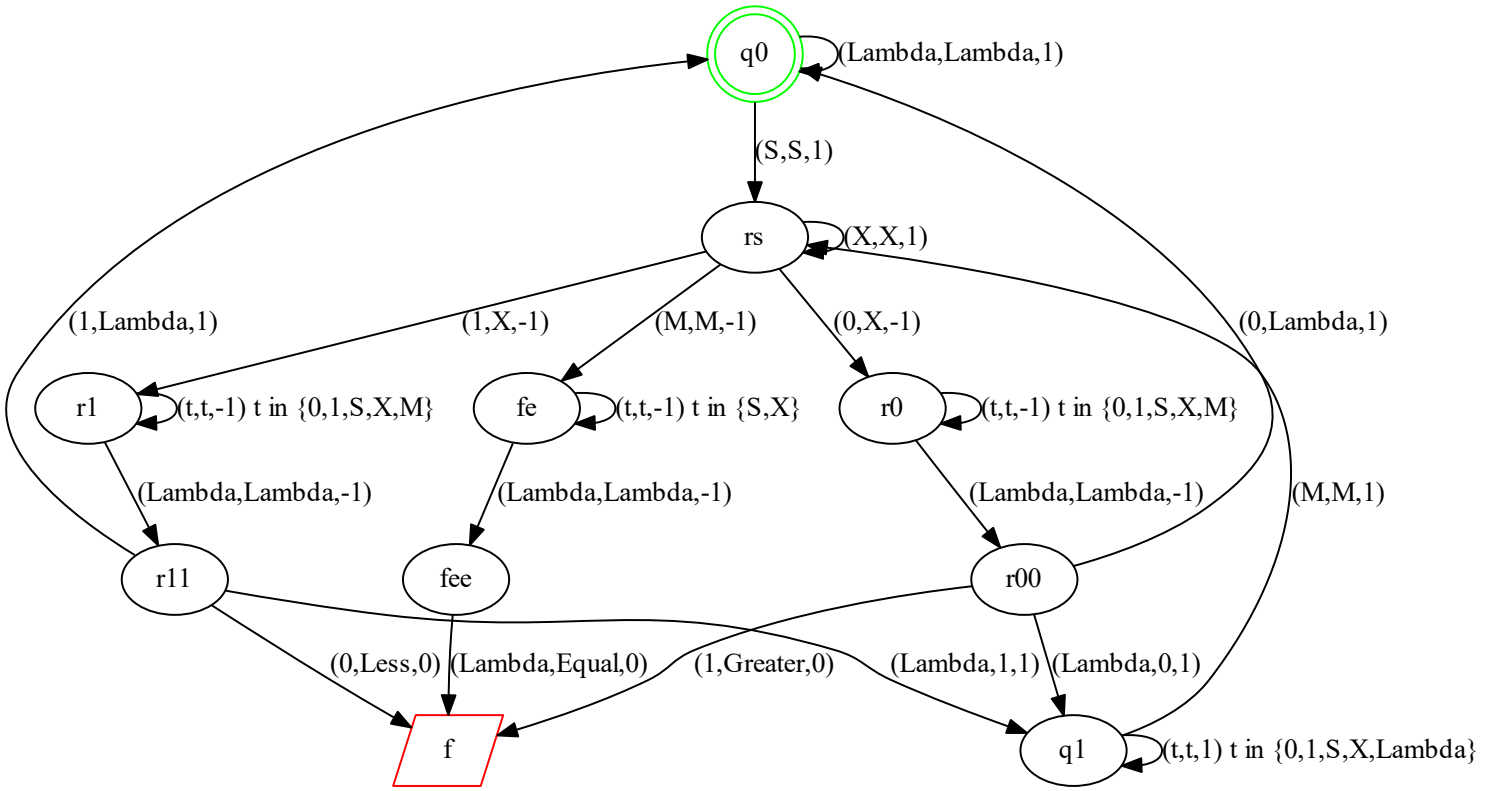 q0
(Lambda,Lambda,1)
(S,S,1)
rs
(X,X,1)
(1,Lambda,1)
(1,X,-1)
(M,M,-1)
(0,X,-1)
(0,Lambda,1)
r1
(t,t,-1) t in {0,1,S,X,M}
fe
(t,t,-1) t in {S,X}
r0
(t,t,-1) t in {0,1,S,X,M}
(Lambda,Lambda,-1)
(Lambda,Lambda,-1)
(Lambda,Lambda,-1)
(M,M,1)
r11
fee
r00
(0,Less,0)
(Lambda,Equal,0)
(1,Greater,0)
(Lambda,1,1)
(Lambda,0,1)
f
q1
(t,t,1) t in {0,1,S,X,Lambda}